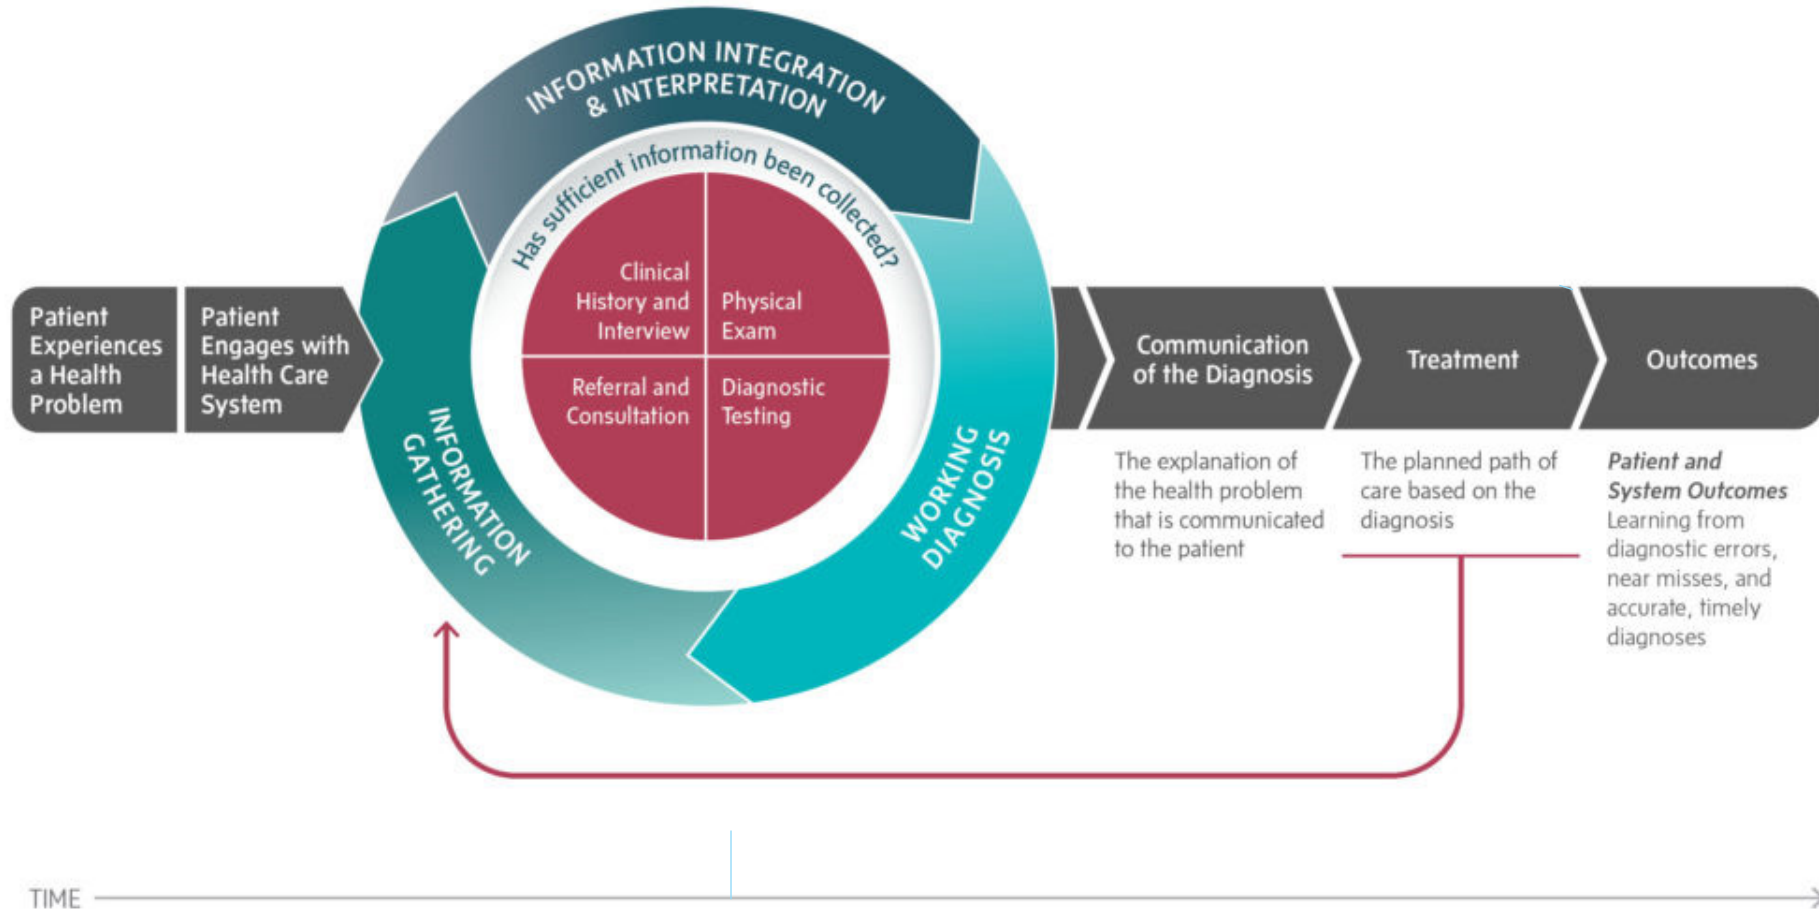 INFORMATION INTEGRATION
& INTERPRETATION
Has sufficient information been collected?
Clinical
History and
Interview
Physical
Exam
Referral and
Consultation
Diagnostic
Testing
INFORMATION
GATHERING
WORKING
DIAGNOSIS
Patient
Experiences
a Health
Problem
Patient
Engages with
Health Care
System
Communication
of the Diagnosis
Treatment
Outcomes
The explanation of
the health problem
that is communicated
to the patient
The planned path of
care based on the
diagnosis
Patient and
System Outcomes
Learning from
diagnostic errors,
near misses, and
accurate, timely
diagnoses
TIME